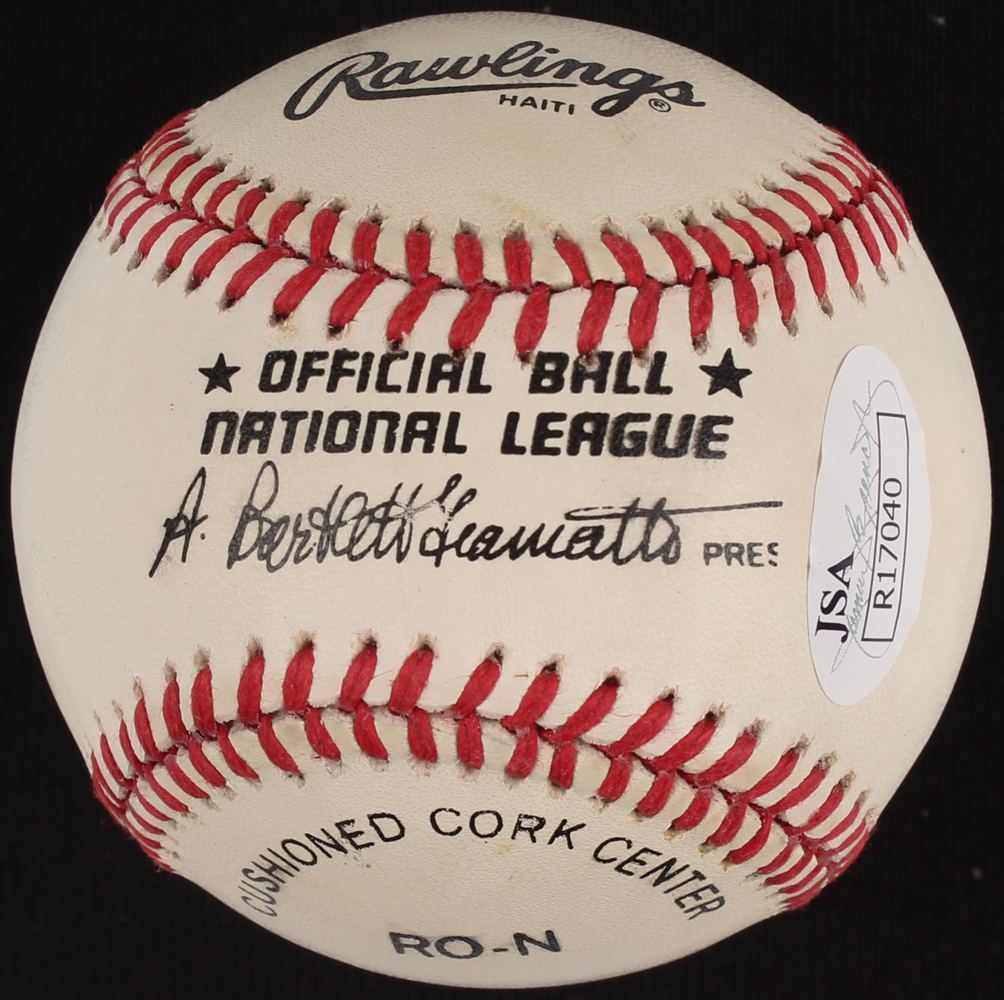 Rawlings ®
HAITI
★ OFFICIAL BALL ★
NATIONAL LEAGUE
A. Bartlett Giamatti PRES
JSA
R17040
CUSHIONED CORK CENTER
RO-N